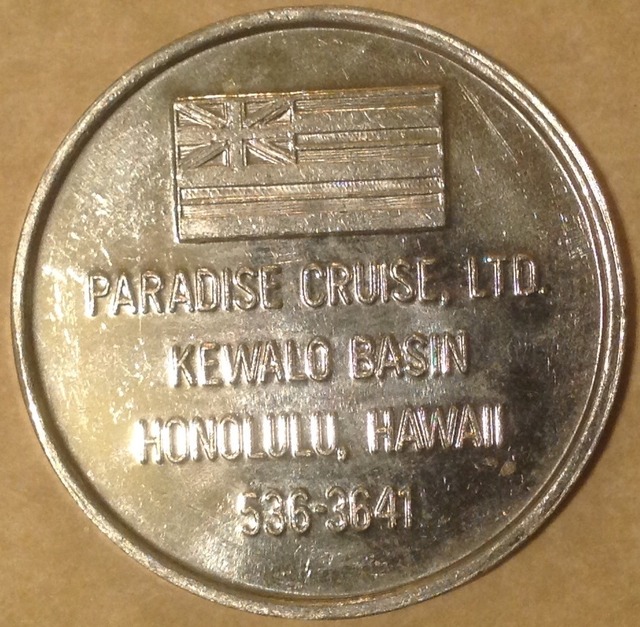 PARADISE CRUISE, LTD.
KEWALO BASIN
HONOLULU, HAWAII
536-3641